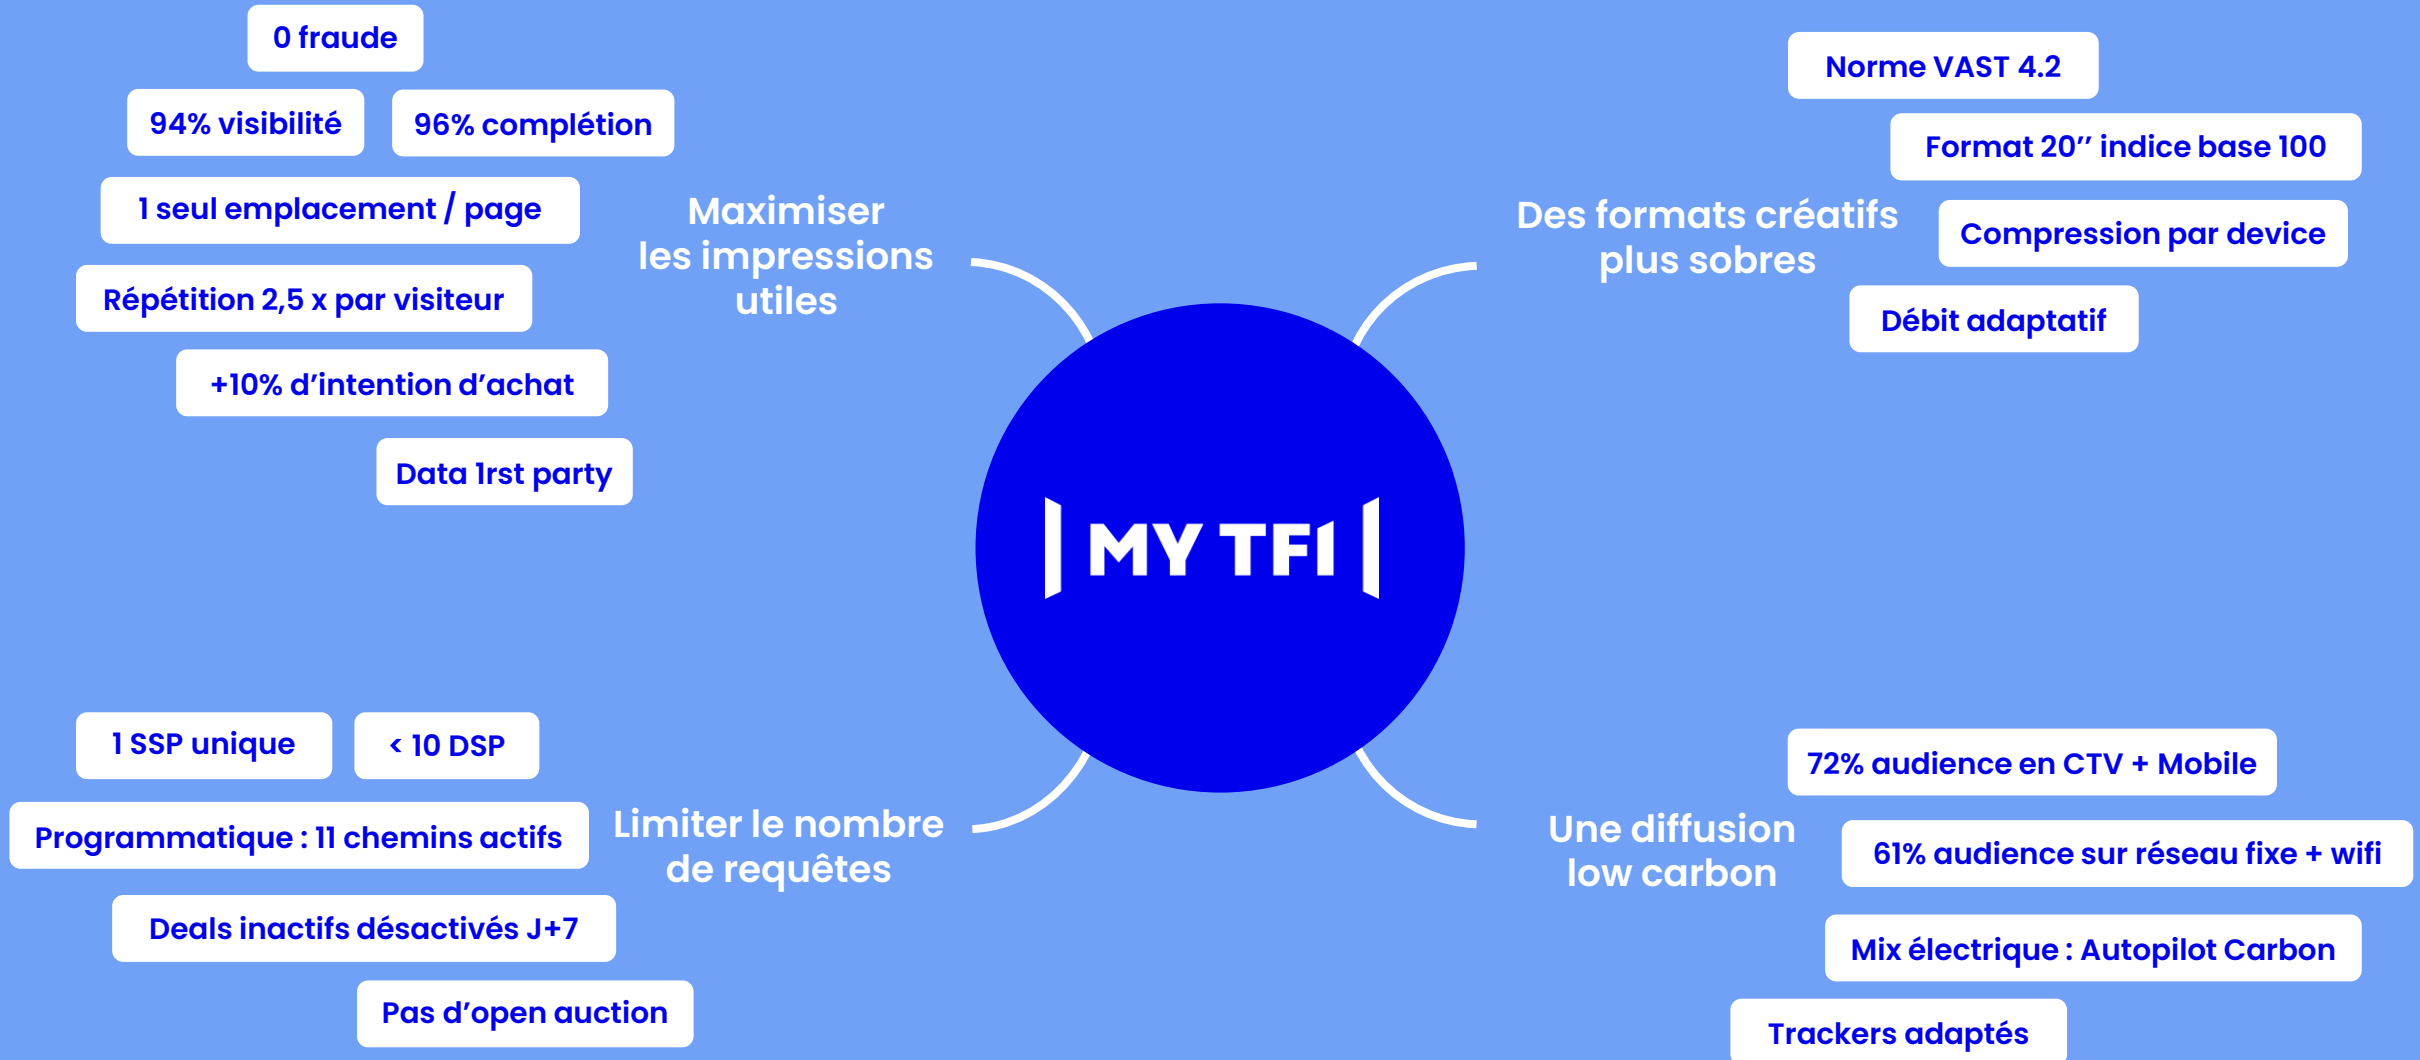 0 fraude
94% visibilité
96% complétion
1 seul emplacement / page
Répétition 2,5 x par visiteur
+10% d’intention d’achat
Data 1rst party
Maximiser
les impressions
utiles
Norme VAST 4.2
Format 20’’ indice base 100
Compression par device
Débit adaptatif
Des formats créatifs
plus sobres
MY TF1
1 SSP unique
< 10 DSP
Programmatique : 11 chemins actifs
Deals inactifs désactivés J+7
Pas d’open auction
Limiter le nombre
de requêtes
72% audience en CTV + Mobile
61% audience sur réseau fixe + wifi
Mix électrique : Autopilot Carbon
Trackers adaptés
Une diffusion
low carbon